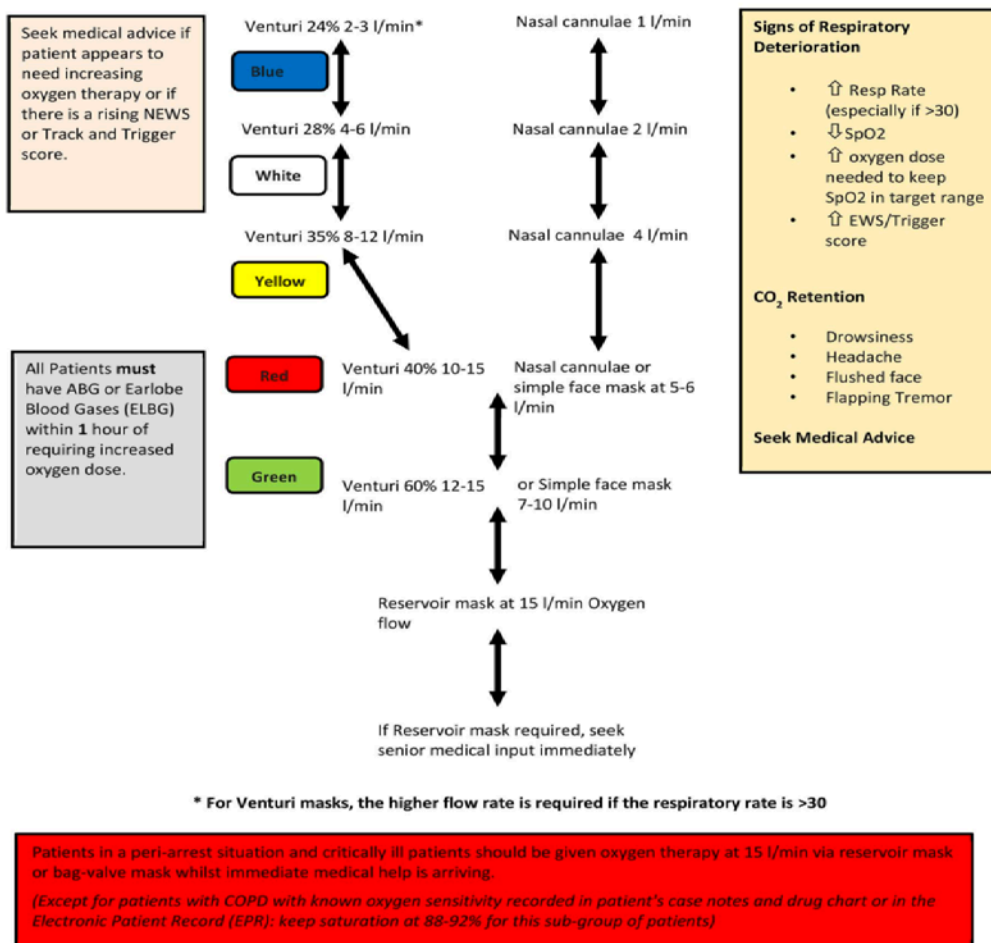 Seek medical advice if
patient appears to
need increasing
oxygen therapy or if
there is a rising NEWS
or Track and Trigger
score.
Venturi 24% 2-3 l/min*
Blue
Venturi 28% 4-6 l/min
White
Venturi 35% 8-12 l/min
Yellow
Nasal cannulae 1 l/min
Nasal cannulae 2 l/min
Nasal cannulae 4 l/min
Signs of Respiratory
Deterioration
• ⇧ Resp Rate
(especially if >30)
• ⇩ SpO2
• ⇧ oxygen dose
needed to keep
SpO2 in target range
• ⇧ EWS/Trigger
score
CO₂ Retention
• Drowsiness
• Headache
• Flushed face
• Flapping Tremor
Seek Medical Advice
All Patients must
have ABG or Earlobe
Blood Gases (ELBG)
within 1 hour of
requiring increased
oxygen dose.
Red
Venturi 40% 10-15
l/min
Nasal cannulae or
simple face mask at 5-6
l/min
Green
Venturi 60% 12-15
l/min
or Simple face mask
7-10 l/min
Reservoir mask at 15 l/min Oxygen
flow
If Reservoir mask required, seek
senior medical input immediately
* For Venturi masks, the higher flow rate is required if the respiratory rate is >30
Patients in a peri-arrest situation and critically ill patients should be given oxygen therapy at 15 l/min via reservoir mask
or bag-valve mask whilst immediate medical help is arriving.
(Except for patients with COPD with known oxygen sensitivity recorded in patient's case notes and drug chart or in the
Electronic Patient Record (EPR): keep saturation at 88-92% for this sub-group of patients)